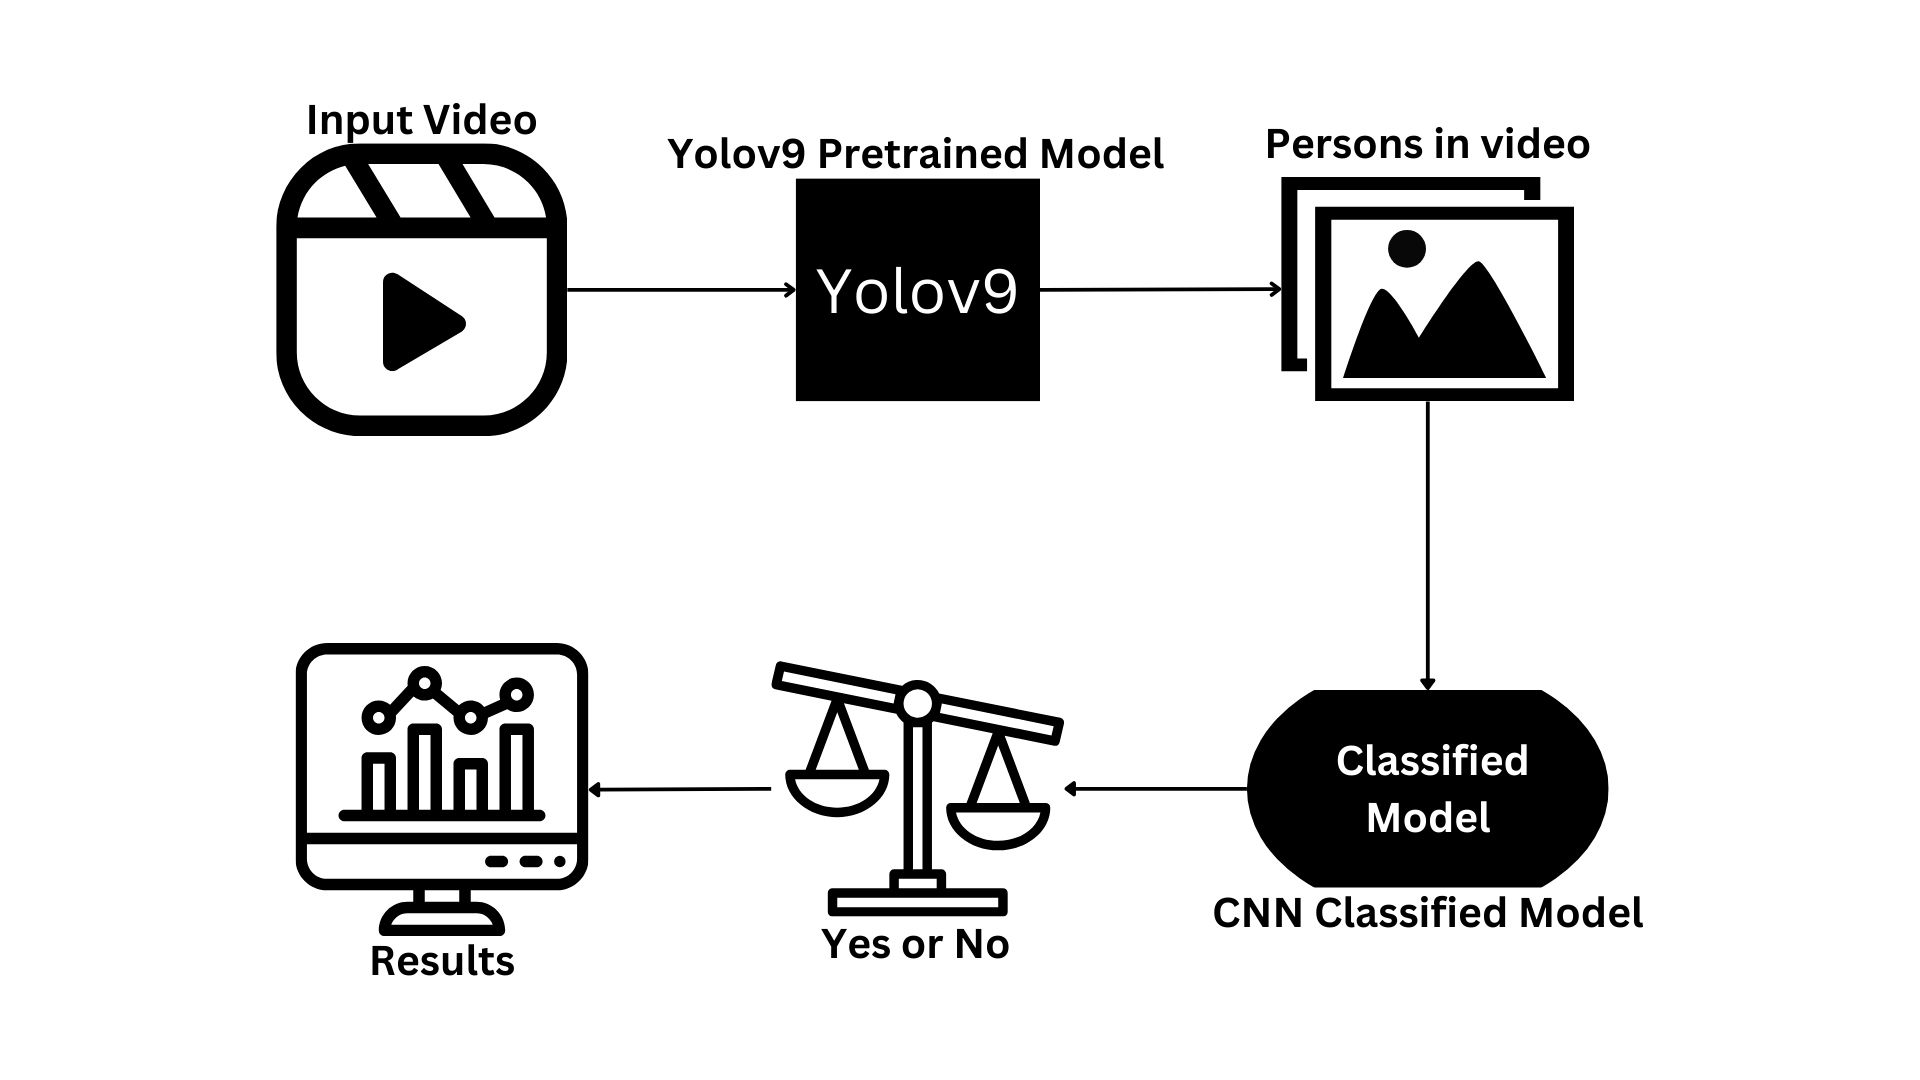 Input Video
Yolov9 Pretrained Model
Persons in video
Yolov9
Classified
Model
CNN Classified Model
Yes or No
Results